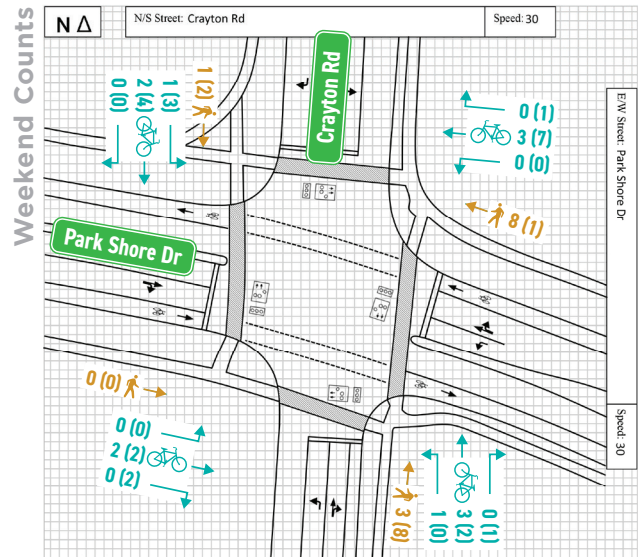 N Δ
N/S Street: Crayton Rd
Speed: 30
Weekend Counts
Crayton Rd
E/W Street: Park Shore Dr
Speed: 30
Park Shore Dr
0 (0)
2 (4)
1 (3)
1 (2)
0 (1)
3 (7)
0 (0)
8 (1)
0 (0)
0 (0)
2 (2)
0 (2)
3 (8)
1 (0)
3 (2)
0 (1)